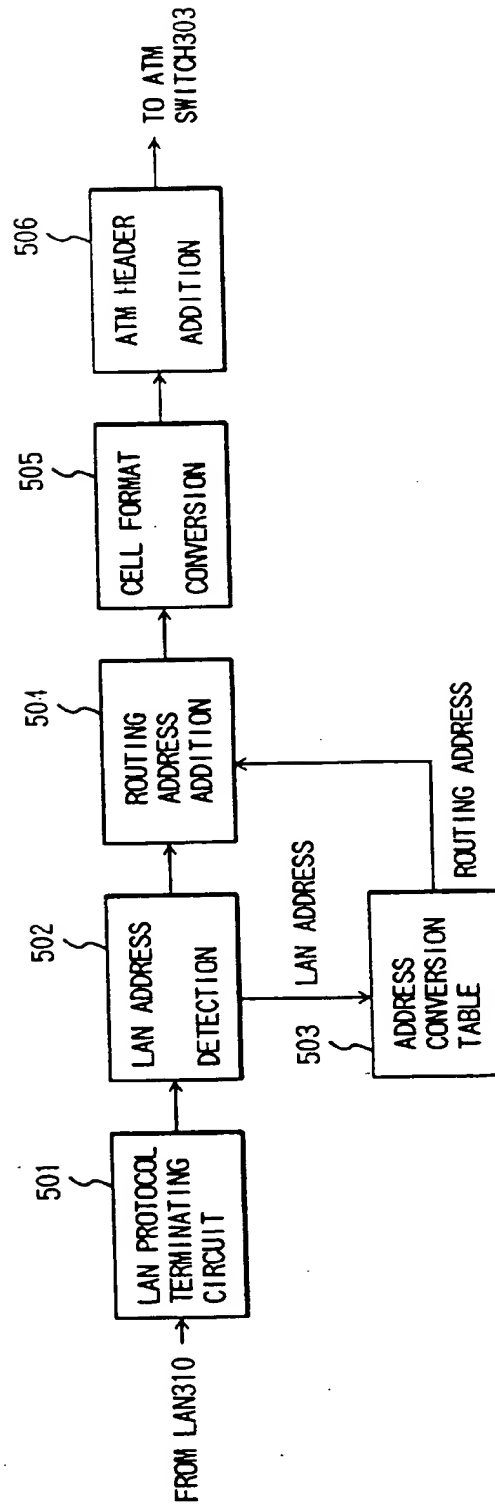 FROM LAN310
501
LAN PROTOCOL
TERMINATING
CIRCUIT
502
LAN ADDRESS
DETECTION
LAN ADDRESS
503
ADDRESS
CONVERSION
TABLE
ROUTING ADDRESS
504
ROUTING
ADDRESS
ADDITION
505
CELL FORMAT
CONVERSION
506
ATM HEADER
ADDITION
TO ATM
SWITCH303